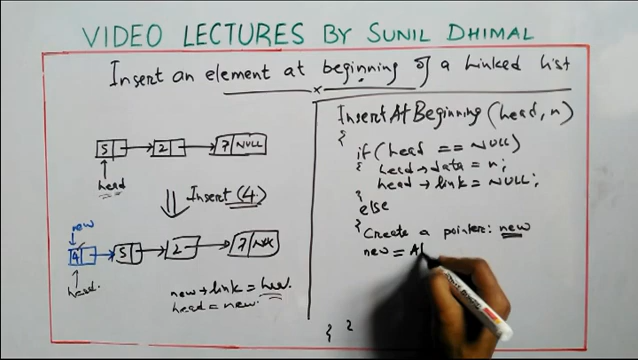 VIDEO LECTURES BY SUNIL DHIMAL
Insert an element at beginning of a Linked List
5 2 7 NULL
head
Insert (4)
new
4 5 2 7
head
new → link = head.
head = new.
Insert At Beginning (head, n)
{
if (head == NULL)
{ head → data = n;
head → link = NULL;
}
else
{ Create a pointer: new
new = Al
} }